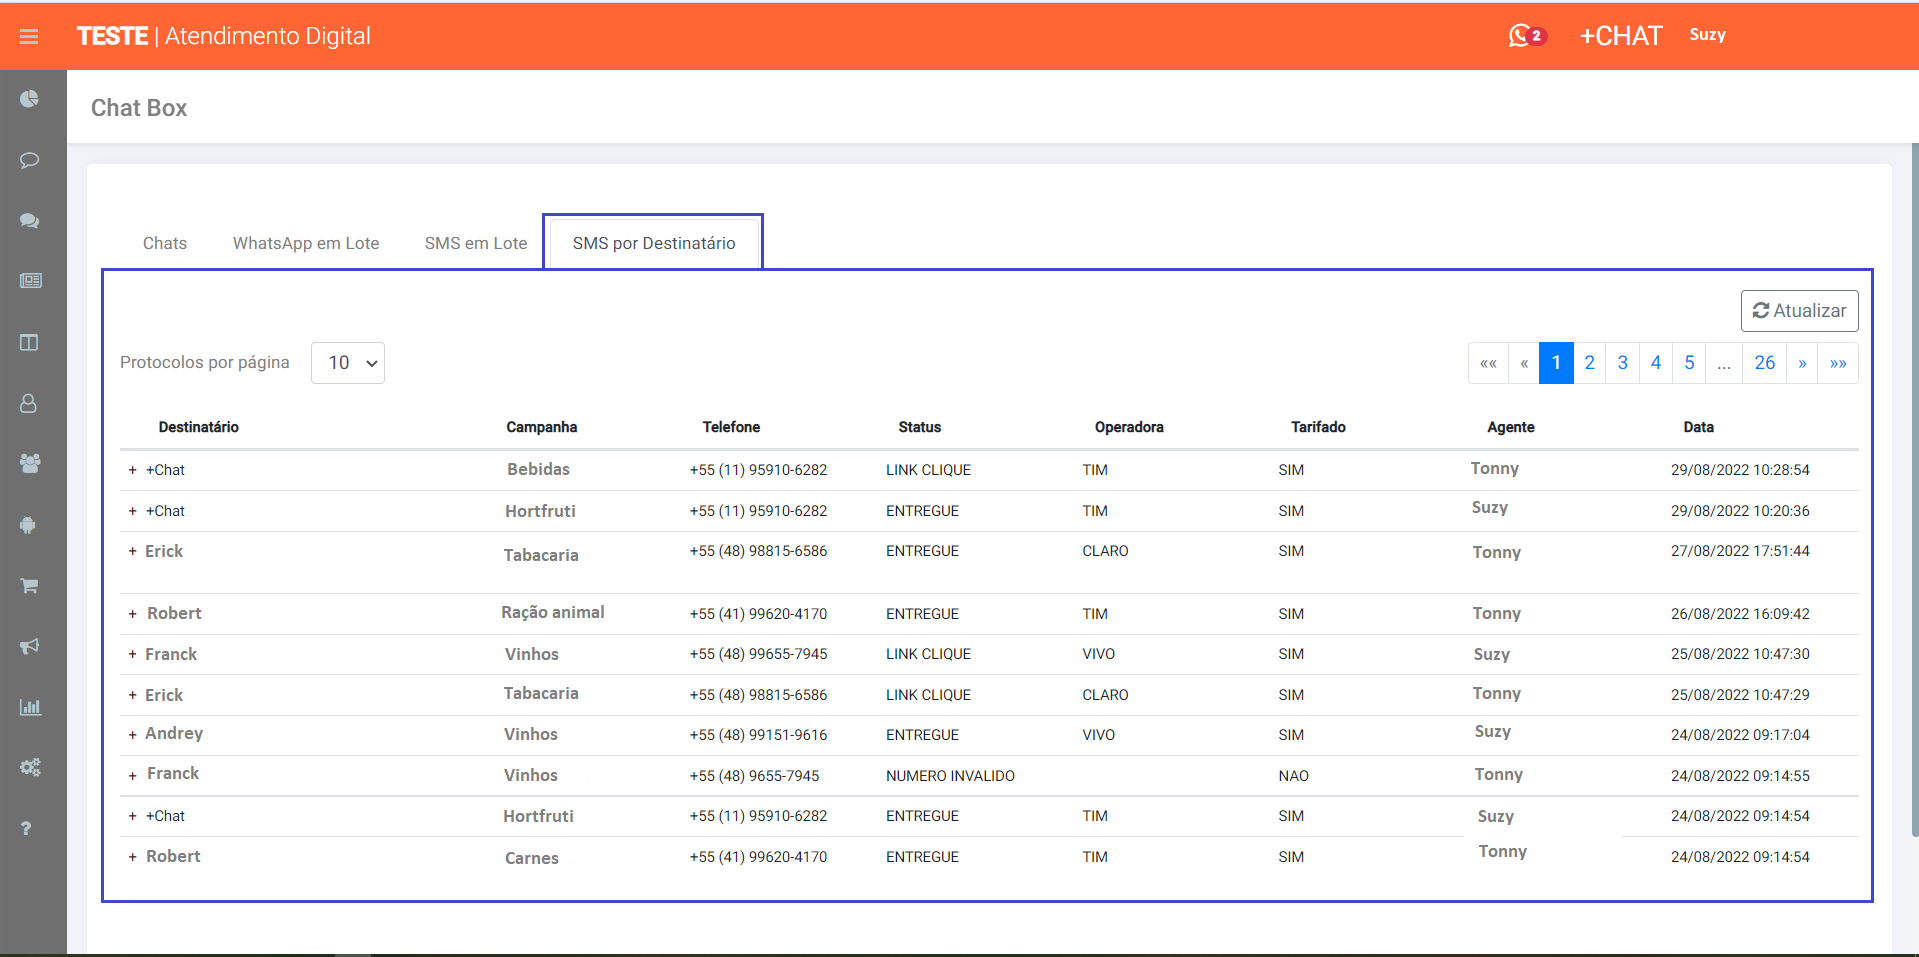 TESTE | Atendimento Digital 2 +CHAT Suzy
Chat Box
Chats WhatsApp em Lote SMS em Lote SMS por Destinatário
Atualizar
Protocolos por página 10 «« « 1 2 3 4 5 ... 26 » »»
Destinatário Campanha Telefone Status Operadora Tarifado Agente Data
+ +Chat Bebidas +55 (11) 95910-6282 LINK CLIQUE TIM SIM Tonny 29/08/2022 10:28:54
+ +Chat Hortfruti +55 (11) 95910-6282 ENTREGUE TIM SIM Suzy 29/08/2022 10:20:36
+ Erick Tabacaria +55 (48) 98815-6586 ENTREGUE CLARO SIM Tonny 27/08/2022 17:51:44
+ Robert Ração animal +55 (41) 99620-4170 ENTREGUE TIM SIM Tonny 26/08/2022 16:09:42
+ Franck Vinhos +55 (48) 99655-7945 LINK CLIQUE VIVO SIM Suzy 25/08/2022 10:47:30
+ Erick Tabacaria +55 (48) 98815-6586 LINK CLIQUE CLARO SIM Tonny 25/08/2022 10:47:29
+ Andrey Vinhos +55 (48) 99151-9616 ENTREGUE VIVO SIM Suzy 24/08/2022 09:17:04
+ Franck Vinhos +55 (48) 9655-7945 NUMERO INVALIDO NAO Tonny 24/08/2022 09:14:55
+ +Chat Hortfruti +55 (11) 95910-6282 ENTREGUE TIM SIM Suzy 24/08/2022 09:14:54
+ Robert Carnes +55 (41) 99620-4170 ENTREGUE TIM SIM Tonny 24/08/2022 09:14:54